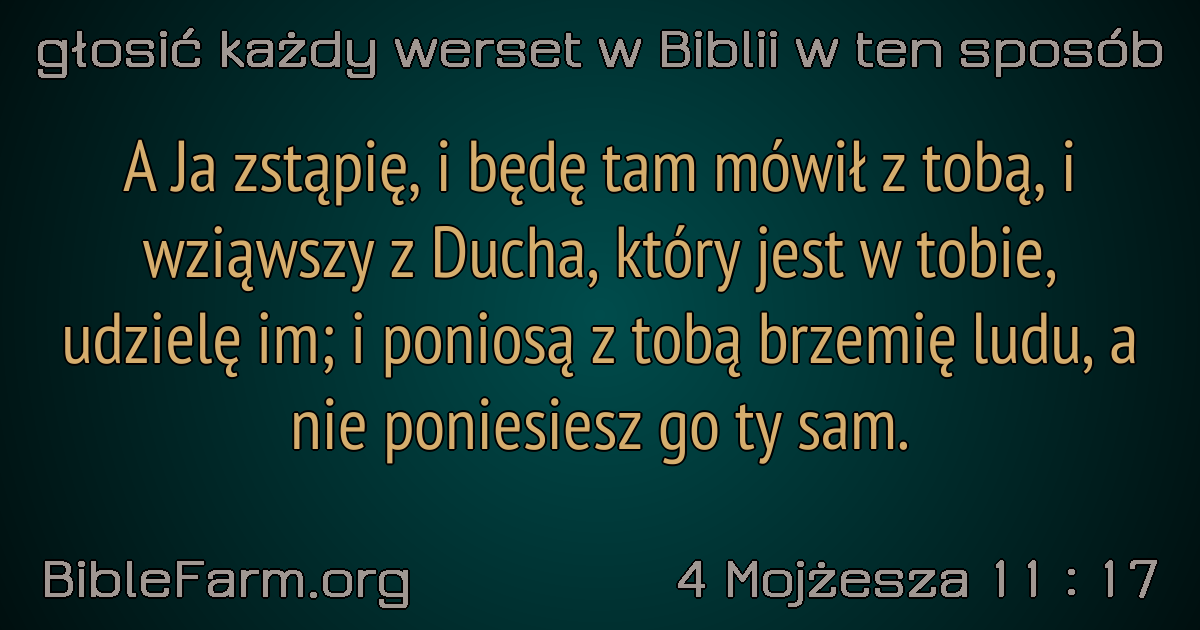 głosić każdy werset w Biblii w ten sposób
A Ja zstąpię, i będę tam mówił z tobą, i
wziąwszy z Ducha, który jest w tobie,
udzielę im; i poniosą z tobą brzemię ludu, a
nie poniesiesz go ty sam.
BibleFarm.org
4 Mojżesza 11 : 17